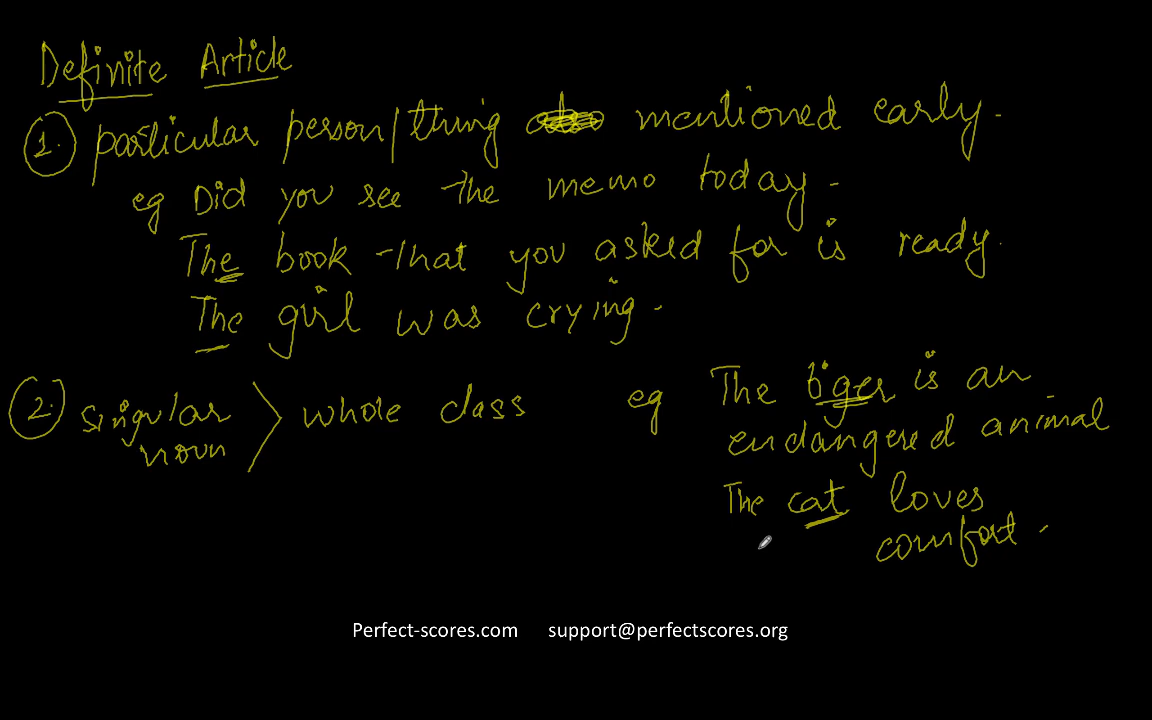 Definite Article
1. particular person/thing mentioned early.
eg Did you see the memo today.
The book that you asked for is ready.
The girl was crying.
2. singular noun > whole class eg The tiger is an
endangered animal
The cat loves
comfort.
Perfect-scores.com support@perfectscores.org